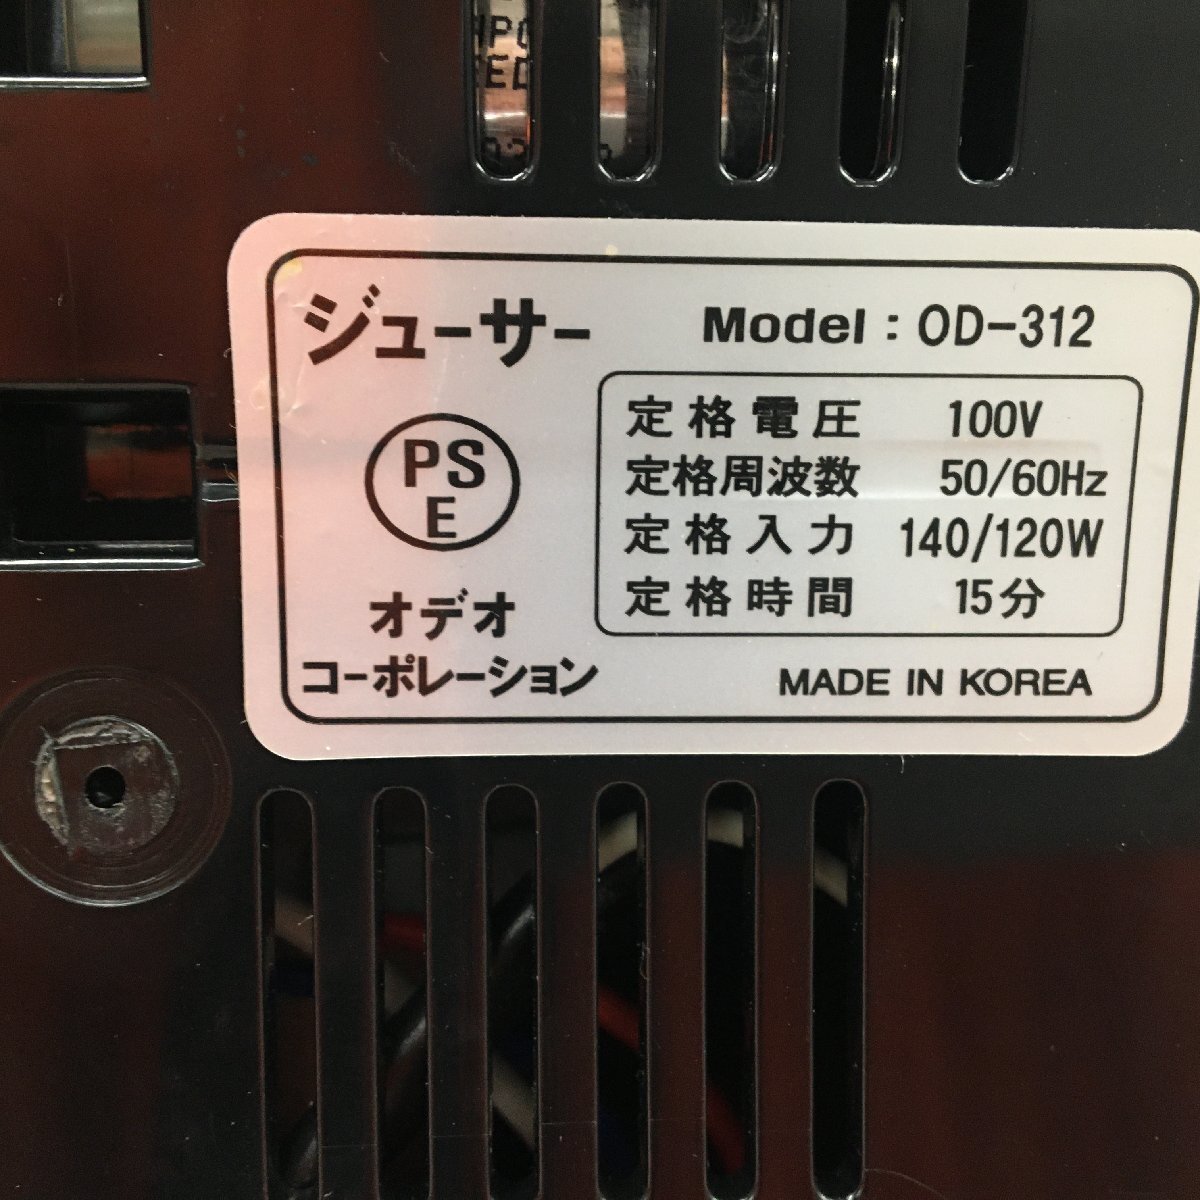 ジューサー Model : OD-312
PS
E
定格電圧 100V
定格周波数 50/60Hz
定格入力 140/120W
定格時間 15分
オデオ
コーポレーション
MADE IN KOREA